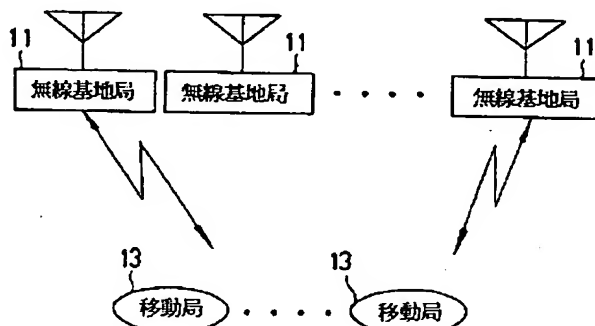 11 11 11
無線基地局 無線基地局 ・・・・ 無線基地局
13 13
移動局 ・・・・ 移動局